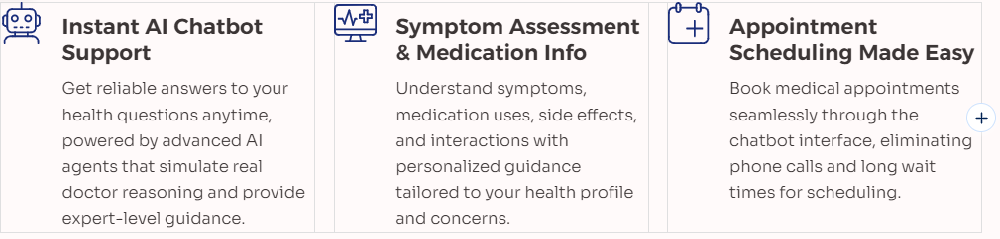 Instant AI Chatbot
Support
Get reliable answers to your
health questions anytime,
powered by advanced AI
agents that simulate real
doctor reasoning and provide
expert-level guidance.
Symptom Assessment
& Medication Info
Understand symptoms,
medication uses, side effects,
and interactions with
personalized guidance
tailored to your health profile
and concerns.
Appointment
Scheduling Made Easy
Book medical appointments
seamlessly through the
chatbot interface, eliminating
phone calls and long wait
times for scheduling.